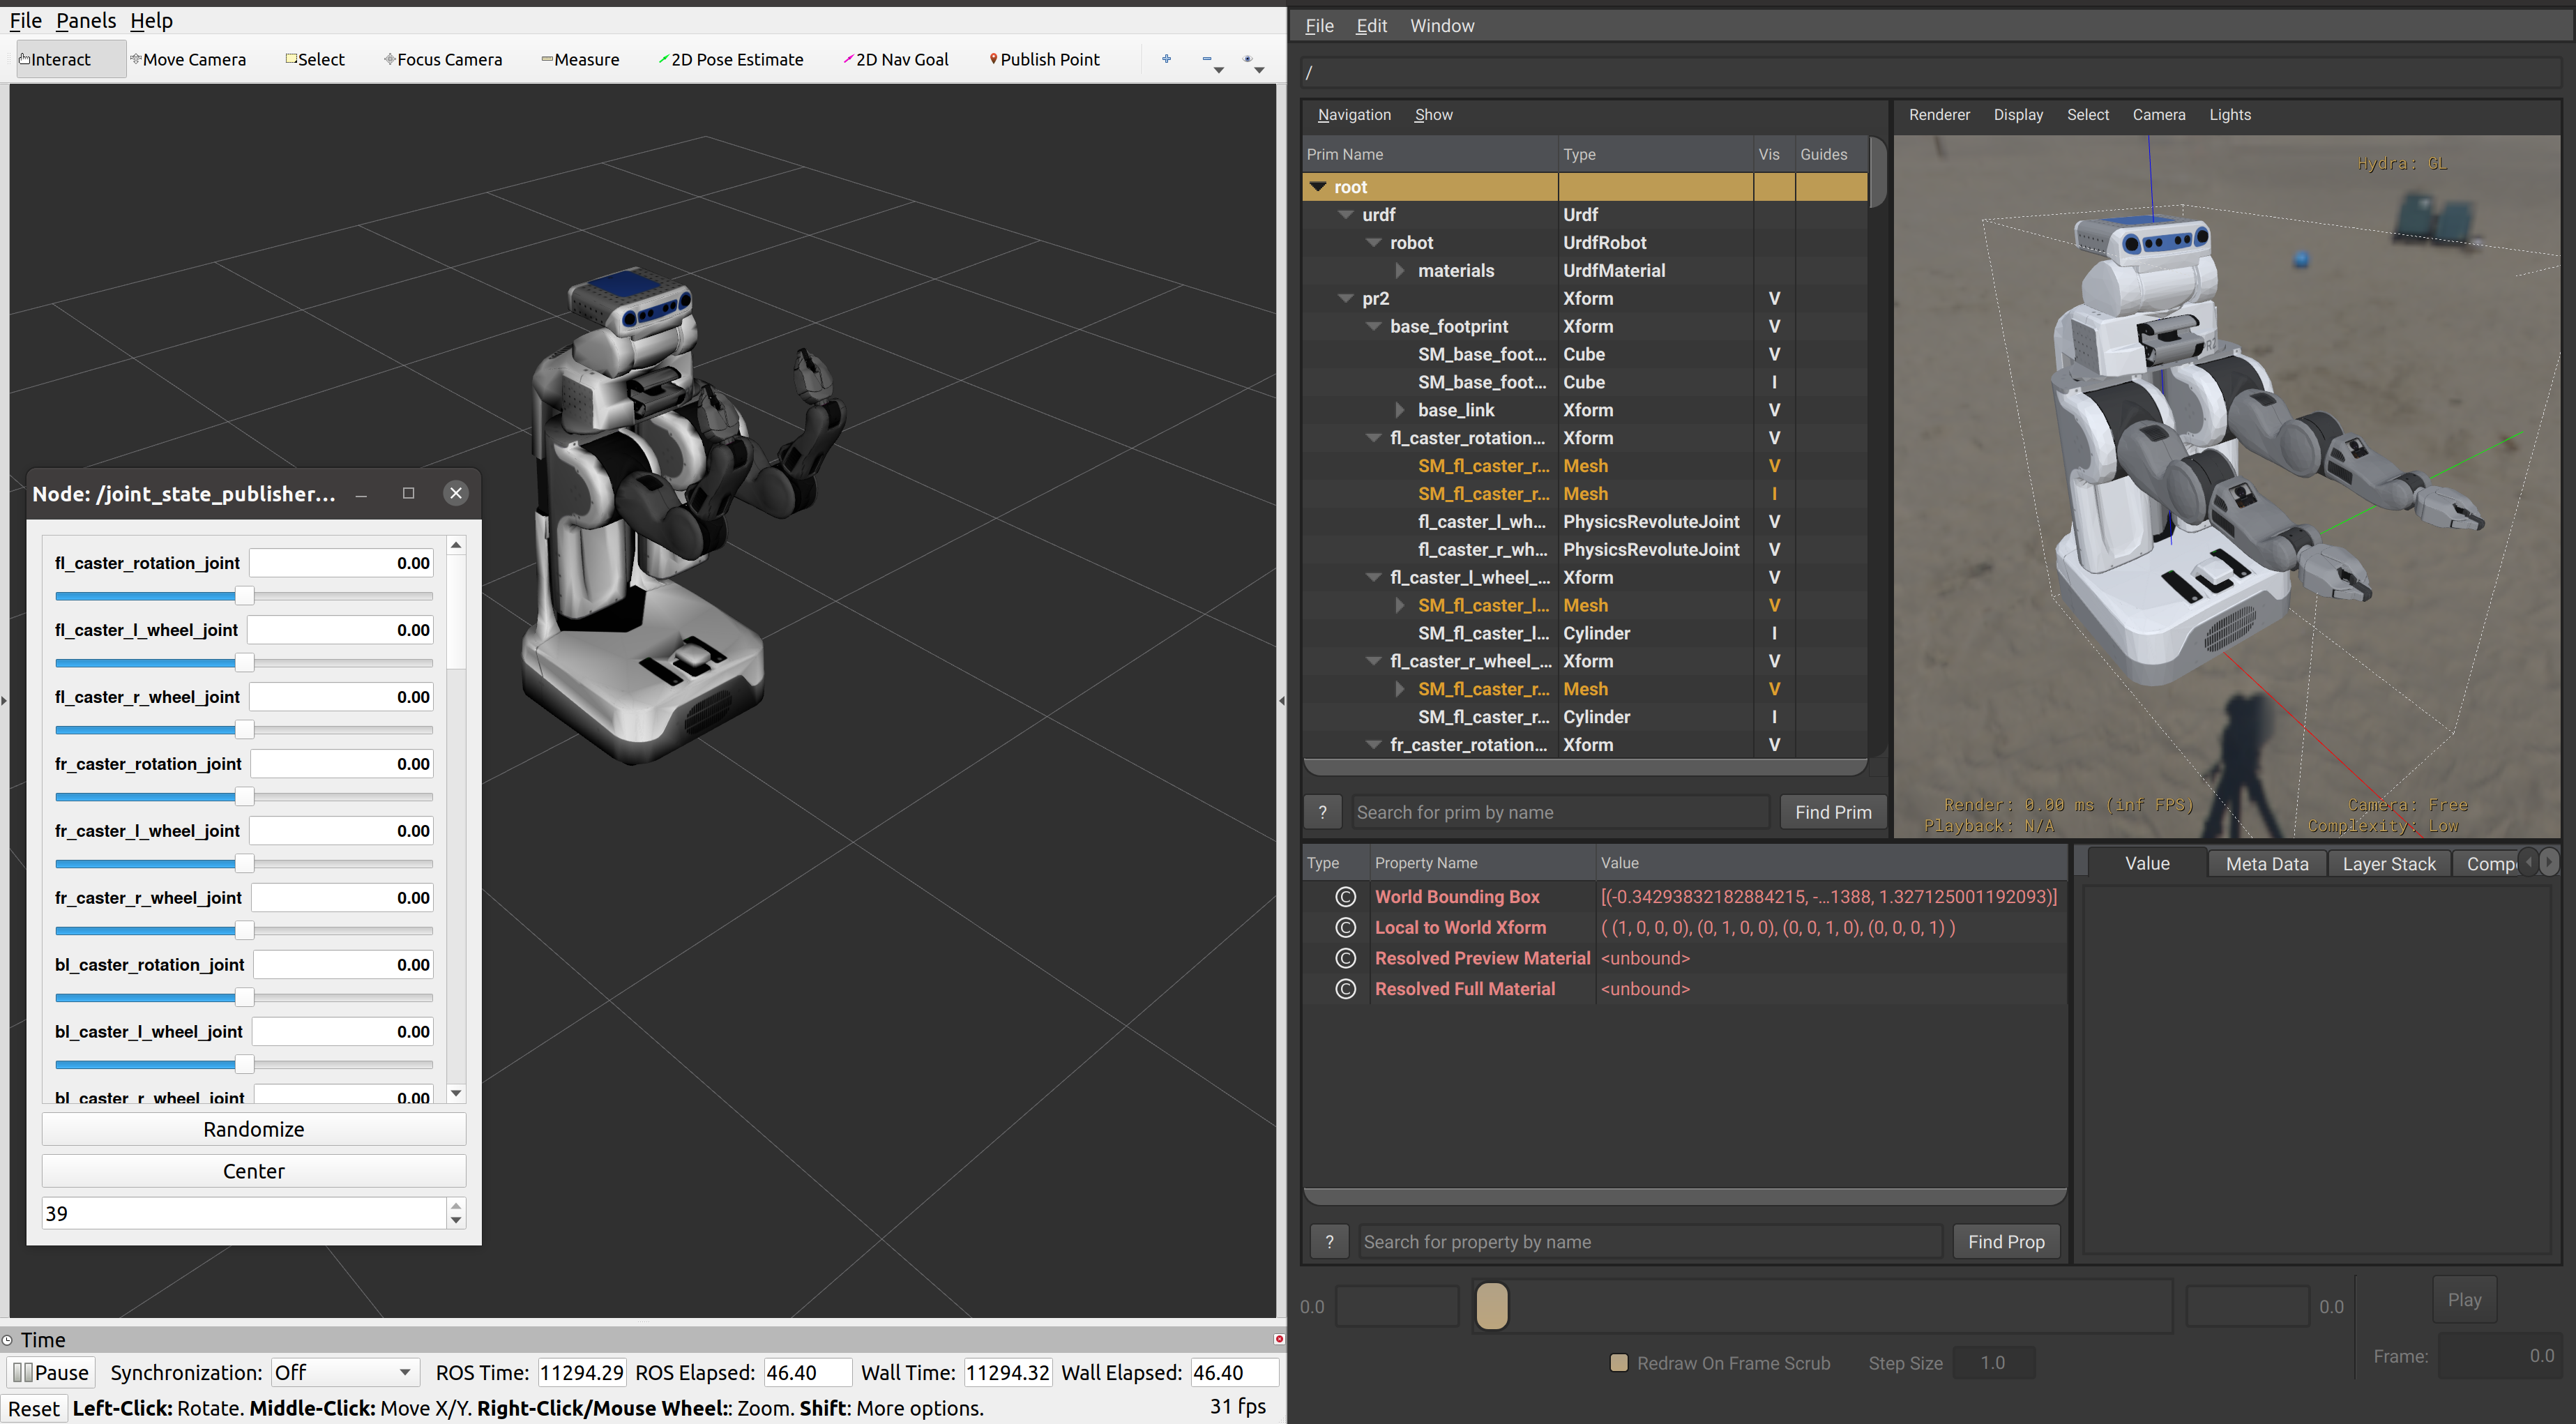 File Panels Help
Interact Move Camera Select Focus Camera Measure 2D Pose Estimate 2D Nav Goal Publish Point
Node: /joint_state_publisher...
fl_caster_rotation_joint 0.00
fl_caster_l_wheel_joint 0.00
fl_caster_r_wheel_joint 0.00
fr_caster_rotation_joint 0.00
fr_caster_l_wheel_joint 0.00
fr_caster_r_wheel_joint 0.00
bl_caster_rotation_joint 0.00
bl_caster_l_wheel_joint 0.00
bl_caster_r_wheel_joint 0.00
Randomize
Center
39
Time
Pause Synchronization: Off ROS Time: 11294.29 ROS Elapsed: 46.40 Wall Time: 11294.32 Wall Elapsed: 46.40
Reset Left-Click: Rotate. Middle-Click: Move X/Y. Right-Click/Mouse Wheel:: Zoom. Shift: More options. 31 fps
File Edit Window
/
Navigation Show
Prim Name Type Vis Guides
root
urdf Urdf
robot UrdfRobot
materials UrdfMaterial
pr2 Xform V
base_footprint Xform V
SM_base_foot... Cube V
SM_base_foot... Cube I
base_link Xform V
fl_caster_rotation... Xform V
SM_fl_caster_r... Mesh V
SM_fl_caster_r... Mesh I
fl_caster_l_wh... PhysicsRevoluteJoint V
fl_caster_r_wh... PhysicsRevoluteJoint V
fl_caster_l_wheel_... Xform V
SM_fl_caster_l... Mesh V
SM_fl_caster_l... Cylinder I
fl_caster_r_wheel_... Xform V
SM_fl_caster_r... Mesh V
SM_fl_caster_r... Cylinder I
fr_caster_rotation... Xform V
? Search for prim by name Find Prim
Renderer Display Select Camera Lights
Hydra: GL
Render: 0.00 ms (inf FPS) Camera: Free
Playback: N/A Complexity: Low
Type Property Name Value
World Bounding Box [(-0.34293832182884215, -...1388, 1.327125001192093)]
Local to World Xform ( (1, 0, 0, 0), (0, 1, 0, 0), (0, 0, 1, 0), (0, 0, 0, 1) )
Resolved Preview Material <unbound>
Resolved Full Material <unbound>
? Search for property by name Find Prop
Value Meta Data Layer Stack Comp
0.0 0.0 Play
Redraw On Frame Scrub Step Size 1.0 Frame: 0.0